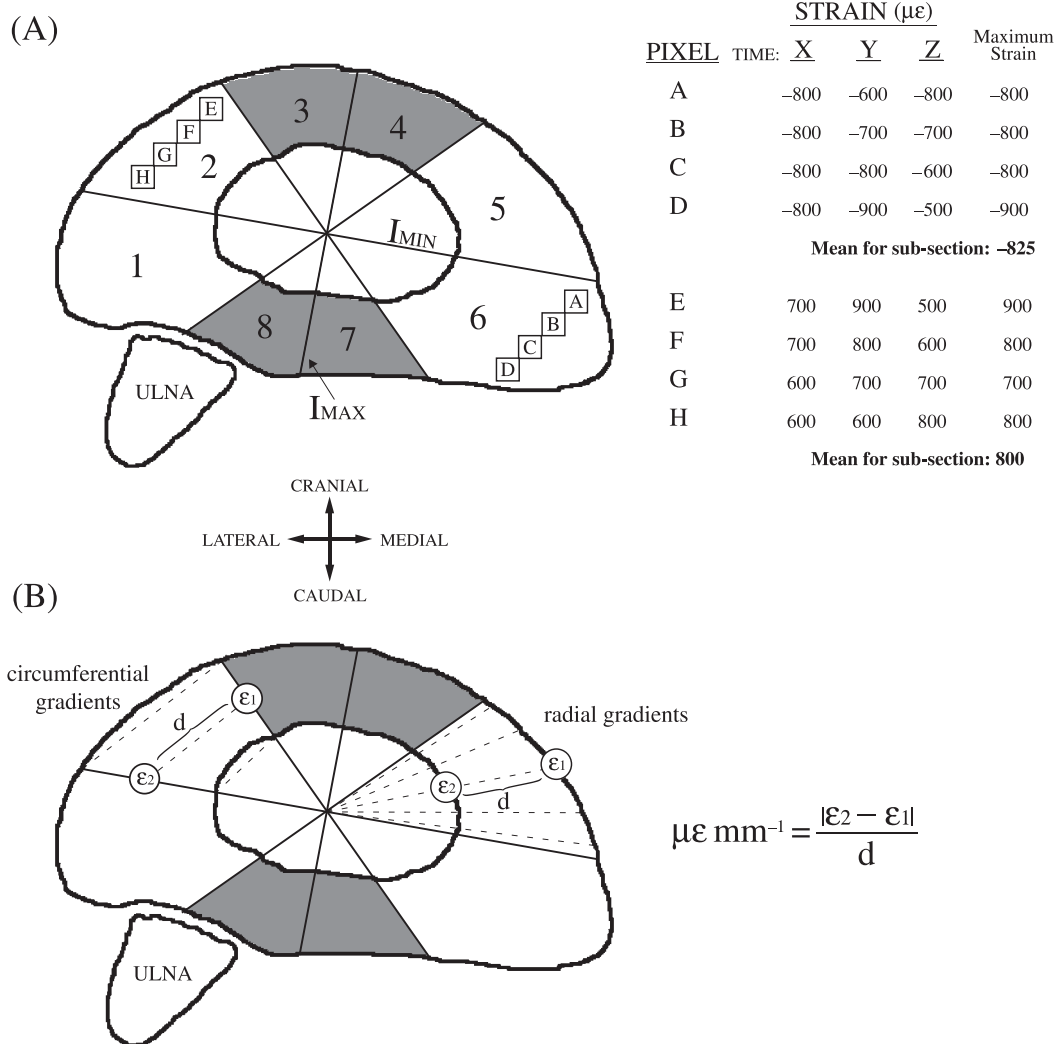 (A)
STRAIN (με)
PIXEL TIME: X Y Z Maximum Strain
A –800 –600 –800 –800
B –800 –700 –700 –800
C –800 –800 –600 –800
D –800 –900 –500 –900
Mean for sub-section: –825
E 700 900 500 900
F 700 800 600 800
G 600 700 700 700
H 600 600 800 800
Mean for sub-section: 800
3 4
E
F
G 2
H
5
IMIN
1
A
6 B
C
D
8 7
ULNA
IMAX
CRANIAL
LATERAL MEDIAL
CAUDAL
(B)
circumferential
gradients
ε1
d
ε2
radial gradients
ε1
ε2
d
με mm–1 = |ε2 – ε1|
d
ULNA